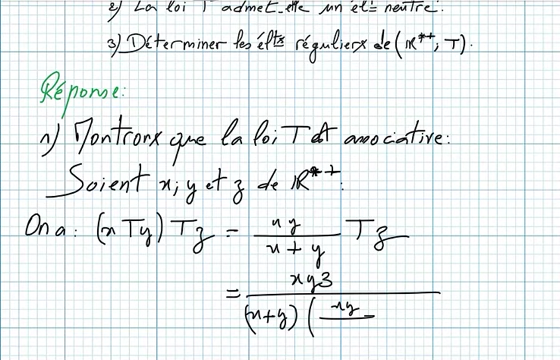 2) La loi T admet-elle un élt neutre.
3) Déterminer les élts réguliers de (ℝ*+, T).
Réponse:
1) Montrons que la loi T est associative:
Soient x, y et z de ℝ*+:
On a: (x T y) T z = xy / (x + y) T z
= xyz / ((x+y) ( xy /